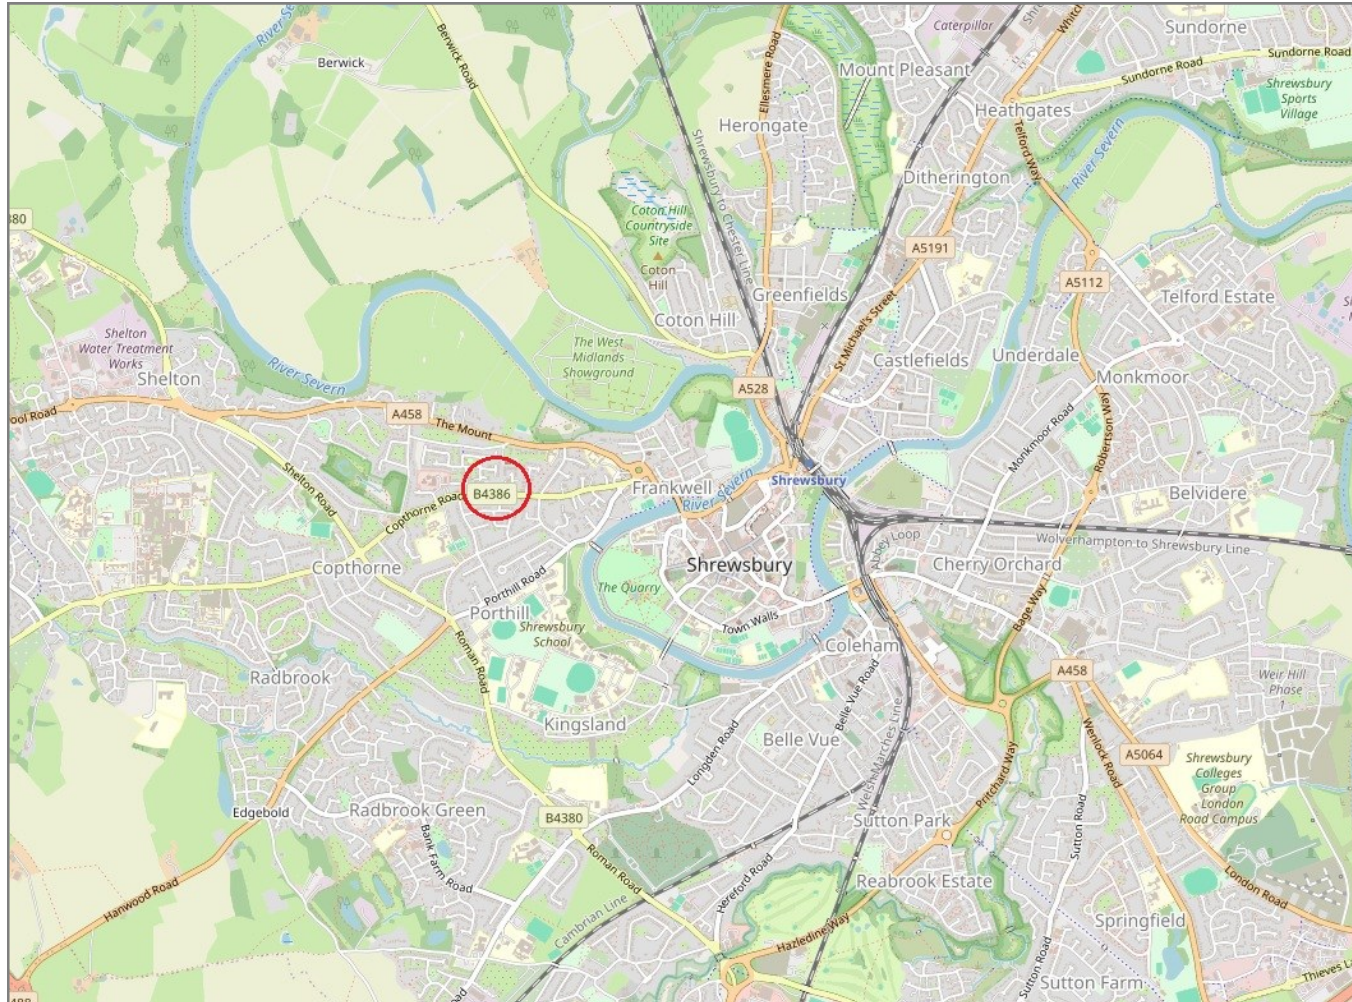 River Sev
Berwick
Berwick Road
Ellesmere Road
Caterpillar
Whitch
Sundorne
Sundorne Road
Sundorne Road
Mount Pleasant
Heathgates
Shrewsbury
Sports
Village
Herongate
Shrewsbury to Chester Line
Telford Way
River Severn
Ditherington
Coton Hill
Countryside
Site
Coton
Hill
A5191
A5112
Greenfields
Telford Estate
Coton Hill
St Michael's Street
Shelton
Water Treatment
Works
Shelton
River Severn
The West
Midlands
Showground
Castlefields
Underdale
Monkmoor
A528
ool Road
A458
The Mount
Monkmoor Road
Robertson Way
Shelton Road
Copthorne Road
B4386
Frankwell
River Severn
Shrewsbury
Belvidere
Abbey Loop
Wolverhampton to Shrewsbury Line
Copthorne
Shrewsbury
Cherry Orchard
Porthill Road
The Quarry
Bage Way
Porthill
Shrewsbury
School
Town Walls
Coleham
Roman Road
Radbrook
Belle Vue Road
A458
Weir Hill
Phase
1
Kingsland
Longden Road
Belle Vue
Welsh Marches Line
Wenlock Road
A5064
Pritchard Way
Shrewsbury
Colleges
Group
London
Road Campus
Edgebold
Radbrook Green
B4380
Sutton Park
Sutton Road
Bank Farm Road
Roman Road
Hereford Road
Reabrook Estate
London Road
Hanwood Road
Cambrian Line
Hazledine Way
Springfield
Sutton Road
Sutton Farm
Thieves La
Road
488